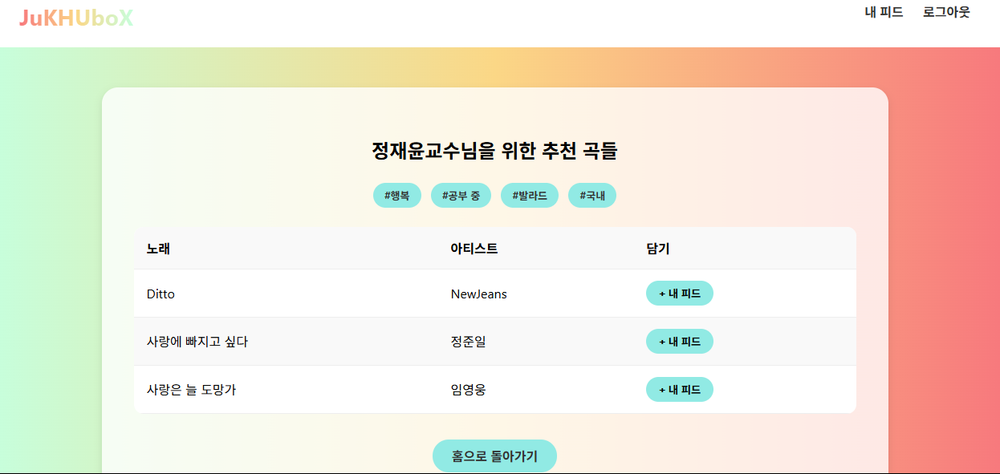 JuKHUboX 내 피드 로그아웃
정재윤교수님을 위한 추천 곡들
#행복 #공부 중 #발라드 #국내
노래 아티스트 담기
Ditto NewJeans + 내 피드
사랑에 빠지고 싶다 정준일 + 내 피드
사랑은 늘 도망가 임영웅 + 내 피드
홈으로 돌아가기